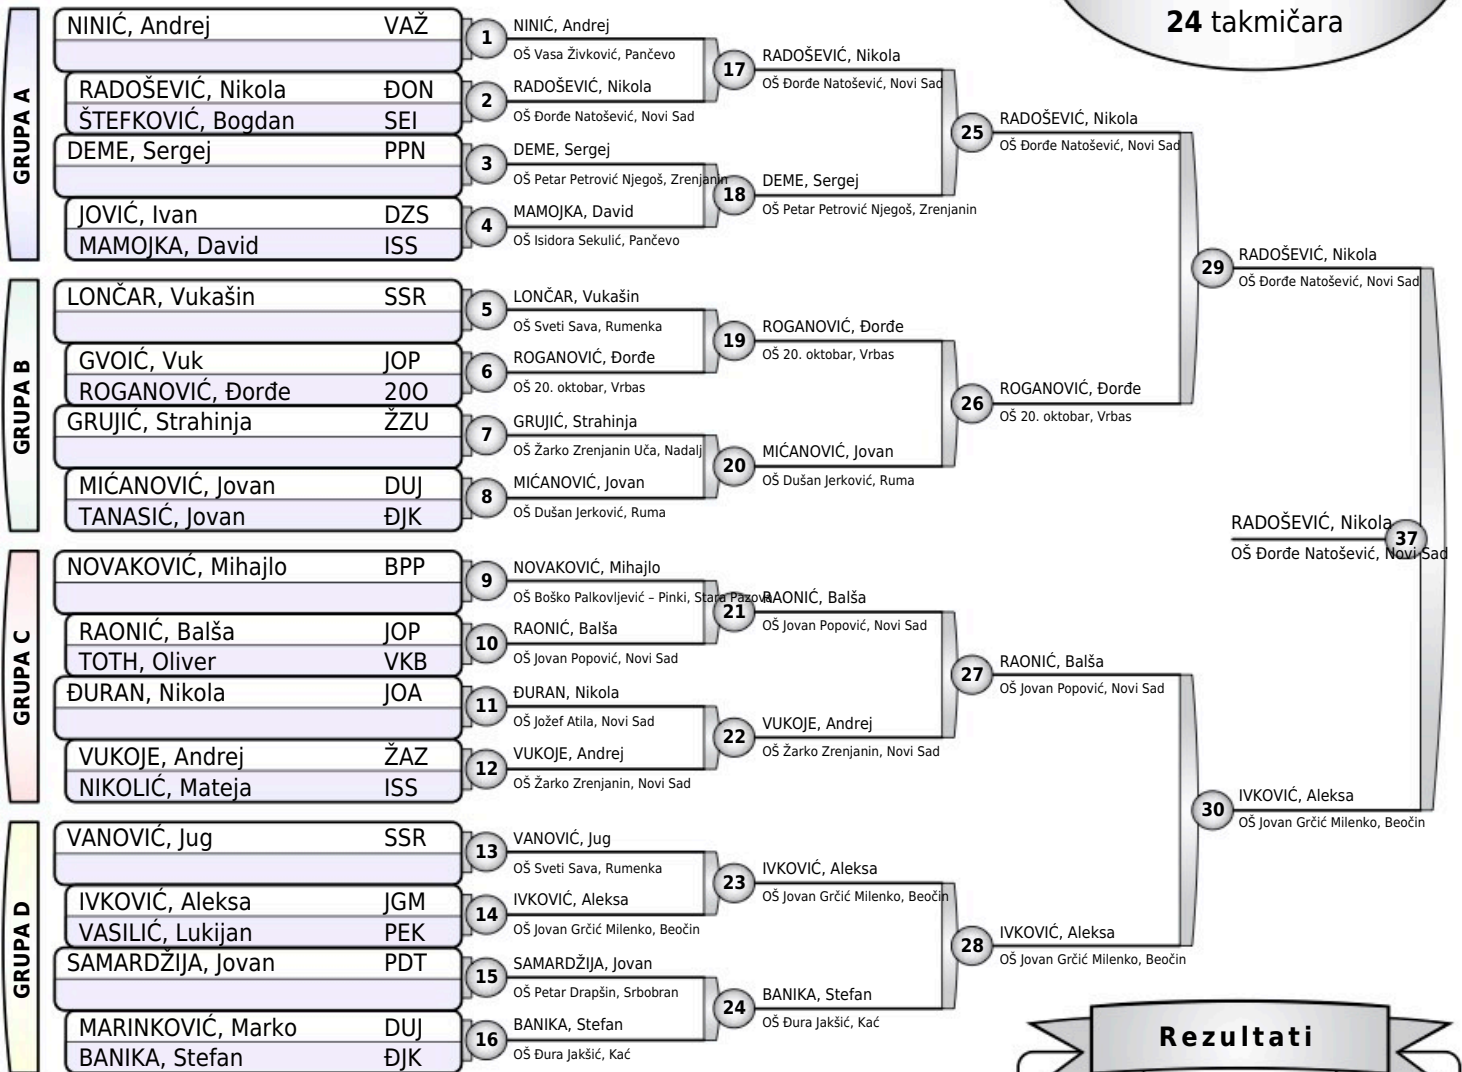 24 takmičara
GRUPA A
NINIĆ, Andrej VAŽ
RADOŠEVIĆ, Nikola ĐON
ŠTEFKOVIĆ, Bogdan SEI
DEME, Sergej PPN
JOVIĆ, Ivan DZS
MAMOJKA, David ISS
GRUPA B
LONČAR, Vukašin SSR
GVOIĆ, Vuk JOP
ROGANOVIĆ, Đorđe 20O
GRUJIĆ, Strahinja ŽZU
MIĆANOVIĆ, Jovan DUJ
TANASIĆ, Jovan ĐJK
GRUPA C
NOVAKOVIĆ, Mihajlo BPP
RAONIĆ, Balša JOP
TOTH, Oliver VKB
ĐURAN, Nikola JOA
VUKOJE, Andrej ŽAZ
NIKOLIĆ, Mateja ISS
GRUPA D
VANOVIĆ, Jug SSR
IVKOVIĆ, Aleksa JGM
VASILIĆ, Lukijan PEK
SAMARDŽIJA, Jovan PDT
MARINKOVIĆ, Marko DUJ
BANIKA, Stefan ĐJK
1 NINIĆ, Andrej
OŠ Vasa Živković, Pančevo
2 RADOŠEVIĆ, Nikola
OŠ Đorđe Natošević, Novi Sad
3 DEME, Sergej
OŠ Petar Petrović Njegoš, Zrenjanin
4 MAMOJKA, David
OŠ Isidora Sekulić, Pančevo
5 LONČAR, Vukašin
OŠ Sveti Sava, Rumenka
6 ROGANOVIĆ, Đorđe
OŠ 20. oktobar, Vrbas
7 GRUJIĆ, Strahinja
OŠ Žarko Zrenjanin Uča, Nadalj
8 MIĆANOVIĆ, Jovan
OŠ Dušan Jerković, Ruma
9 NOVAKOVIĆ, Mihajlo
OŠ Boško Palkovljević – Pinki, Stara Pazova
10 RAONIĆ, Balša
OŠ Jovan Popović, Novi Sad
11 ĐURAN, Nikola
OŠ Jožef Atila, Novi Sad
12 VUKOJE, Andrej
OŠ Žarko Zrenjanin, Novi Sad
13 VANOVIĆ, Jug
OŠ Sveti Sava, Rumenka
14 IVKOVIĆ, Aleksa
OŠ Jovan Grčić Milenko, Beočin
15 SAMARDŽIJA, Jovan
OŠ Petar Drapšin, Srbobran
16 BANIKA, Stefan
OŠ Đura Jakšić, Kać
17 RADOŠEVIĆ, Nikola
OŠ Đorđe Natošević, Novi Sad
18 DEME, Sergej
OŠ Petar Petrović Njegoš, Zrenjanin
19 ROGANOVIĆ, Đorđe
OŠ 20. oktobar, Vrbas
20 MIĆANOVIĆ, Jovan
OŠ Dušan Jerković, Ruma
21 RAONIĆ, Balša
OŠ Jovan Popović, Novi Sad
22 VUKOJE, Andrej
OŠ Žarko Zrenjanin, Novi Sad
23 IVKOVIĆ, Aleksa
OŠ Jovan Grčić Milenko, Beočin
24 BANIKA, Stefan
OŠ Đura Jakšić, Kać
25 RADOŠEVIĆ, Nikola
OŠ Đorđe Natošević, Novi Sad
26 ROGANOVIĆ, Đorđe
OŠ 20. oktobar, Vrbas
27 RAONIĆ, Balša
OŠ Jovan Popović, Novi Sad
28 IVKOVIĆ, Aleksa
OŠ Jovan Grčić Milenko, Beočin
29 RADOŠEVIĆ, Nikola
OŠ Đorđe Natošević, Novi Sad
30 IVKOVIĆ, Aleksa
OŠ Jovan Grčić Milenko, Beočin
RADOŠEVIĆ, Nikola 37
OŠ Đorđe Natošević, Novi Sad
Rezultati